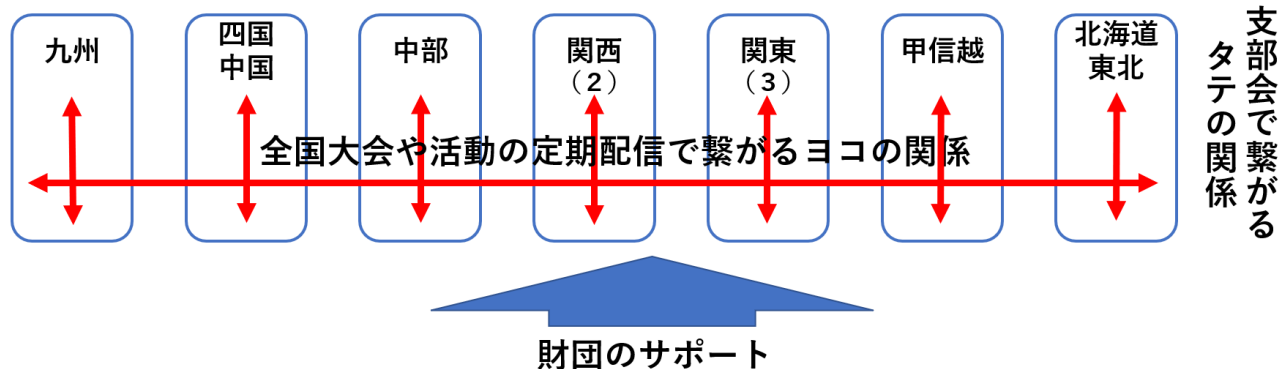 九州
四国
中国
中部
関西
（２）
関東
（３）
甲信越
北海道
東北
全国大会や活動の定期配信で繋がるヨコの関係
支部会で繋がる
タテの関係
財団のサポート